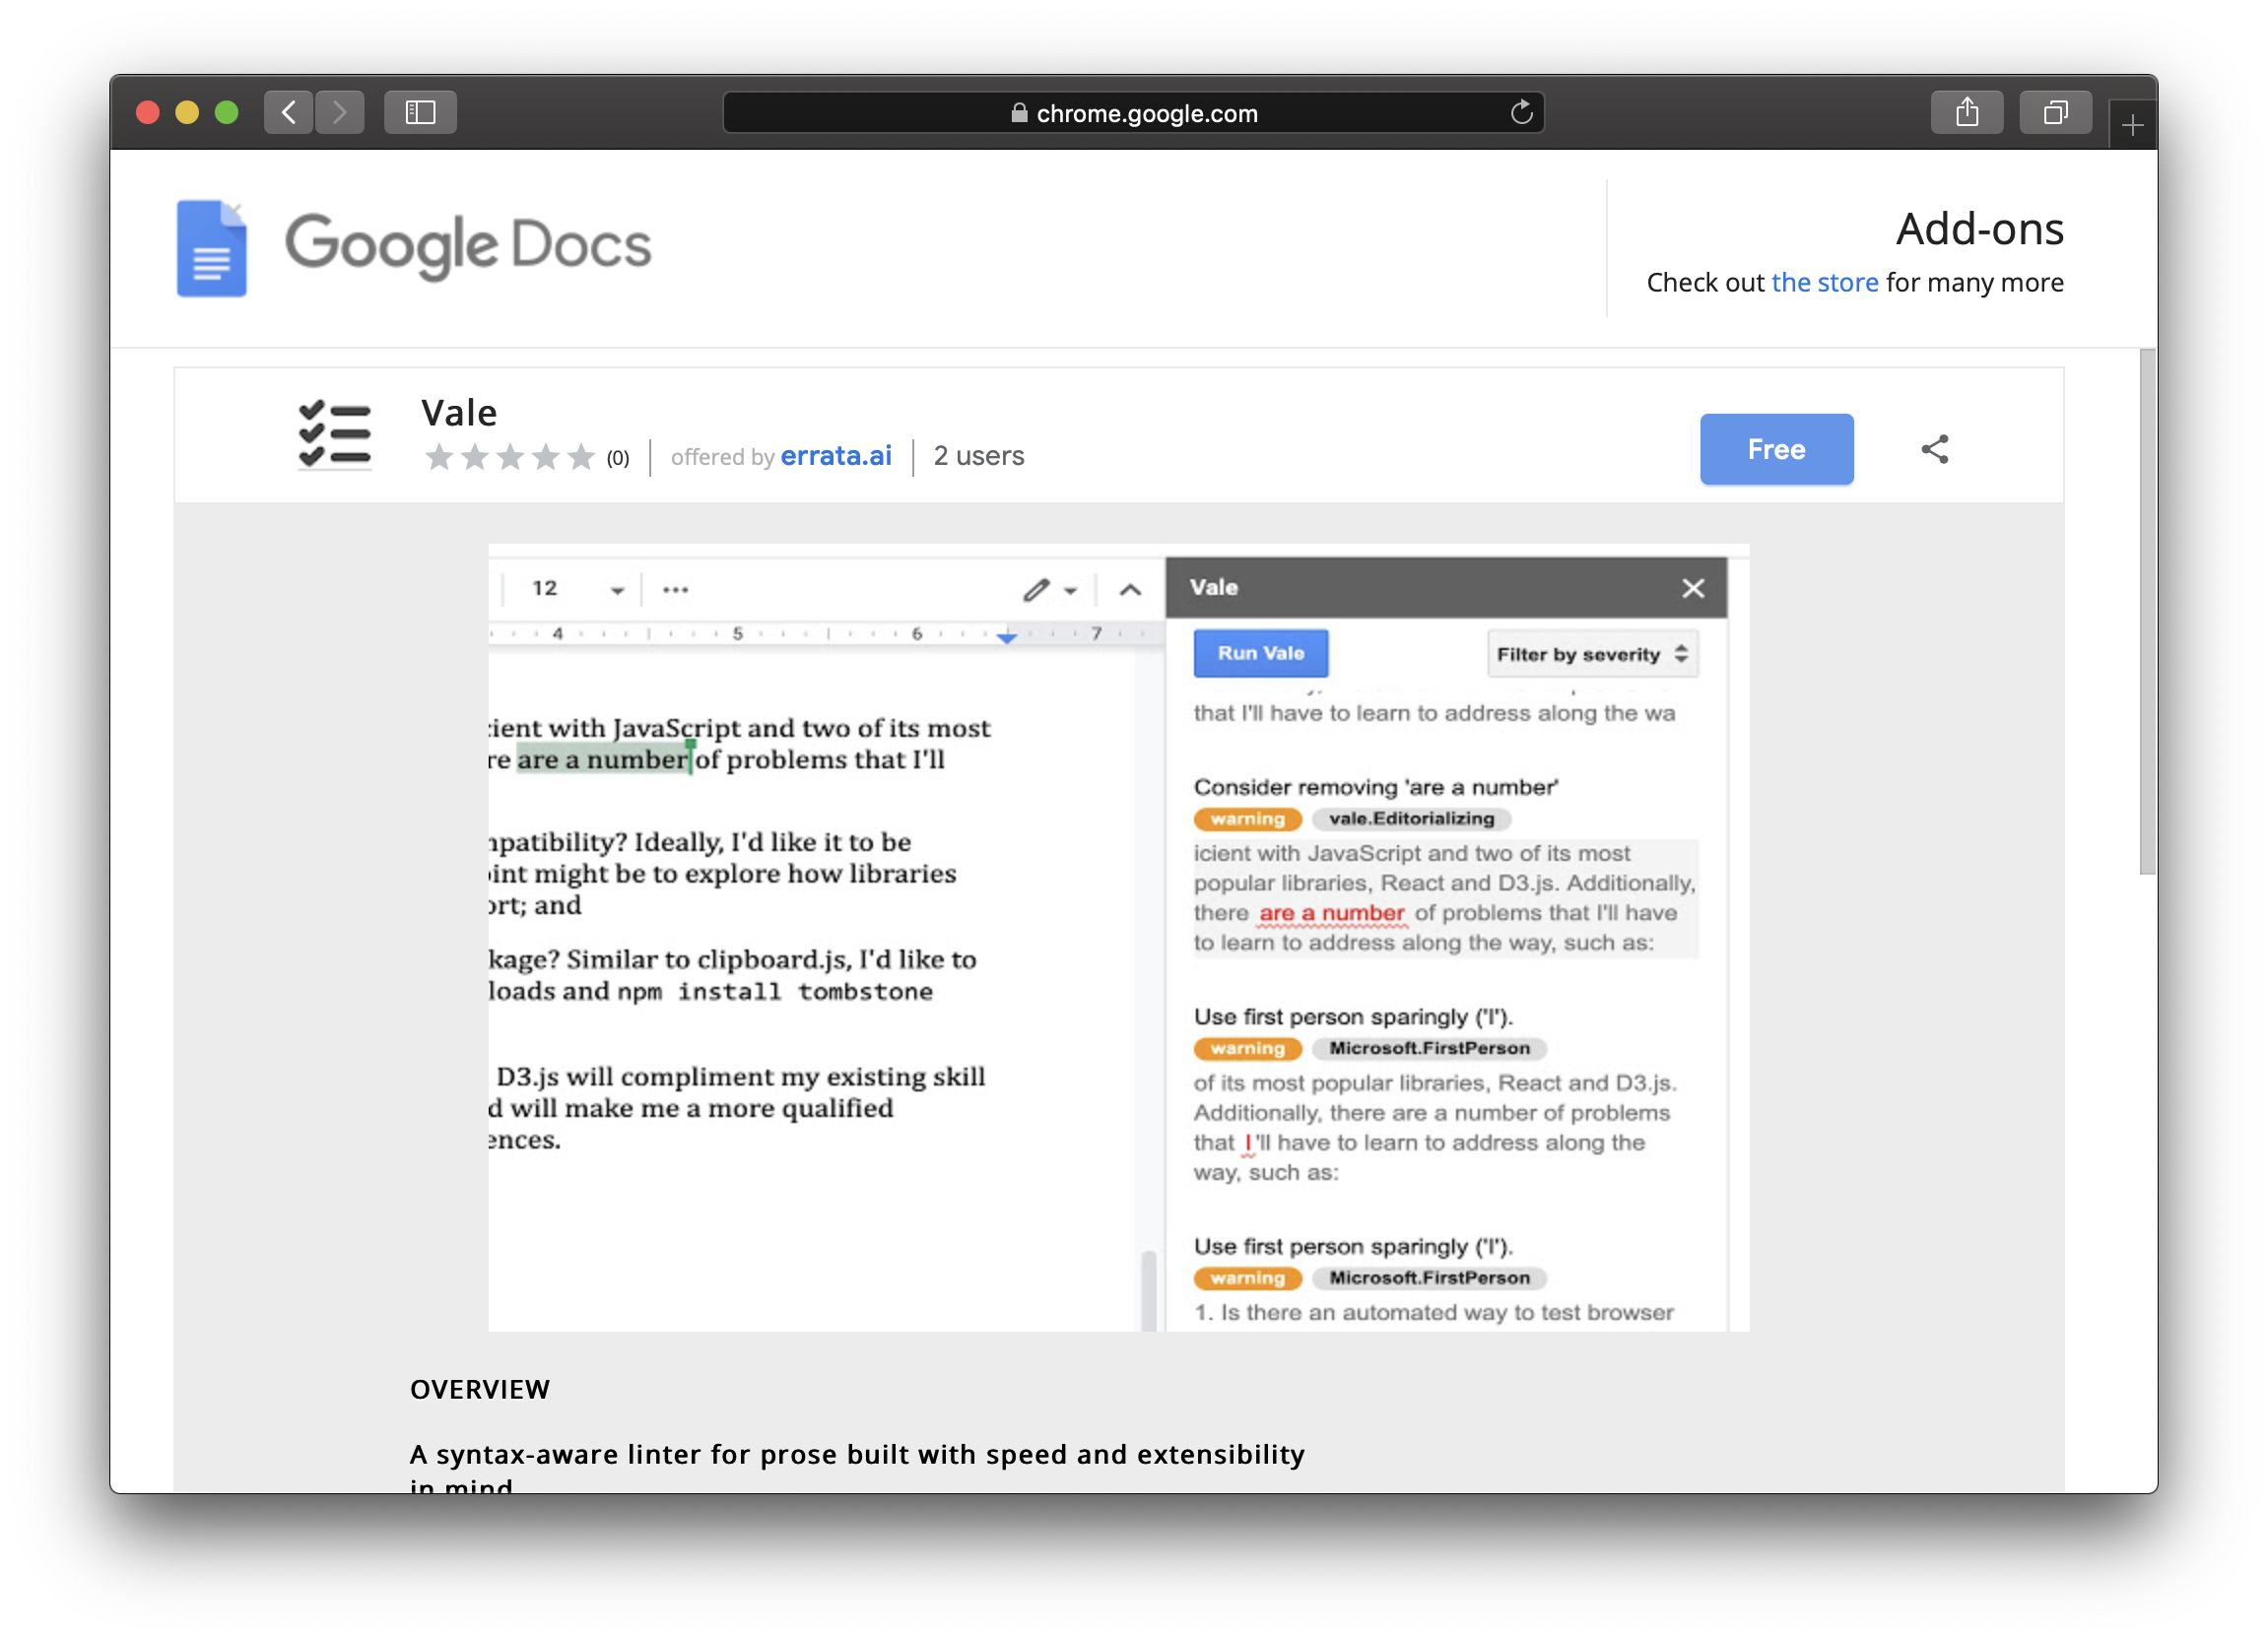 chrome.google.com
Google Docs
Add-ons
Check out the store for many more
Vale
(0) offered by errata.ai 2 users
Free
12
4 5 6 7
with JavaScript and two of its most
are a number of problems that I'll
Ideally, I'd like it to be
might be to explore how libraries
and
Similar to clipboard.js, I'd like to
and npm install tombstone
D3.js will compliment my existing skill
will make me a more qualified
Vale
Run Vale
Filter by severity
that I'll have to learn to address along the wa
Consider removing 'are a number'
warning vale.Editorializing
icient with JavaScript and two of its most
popular libraries, React and D3.js. Additionally,
there are a number of problems that I'll have
to learn to address along the way, such as:
Use first person sparingly ('I').
warning Microsoft.FirstPerson
of its most popular libraries, React and D3.js.
Additionally, there are a number of problems
that I'll have to learn to address along the
way, such as:
Use first person sparingly ('I').
warning Microsoft.FirstPerson
1. Is there an automated way to test browser
OVERVIEW
A syntax-aware linter for prose built with speed and extensibility
in mind